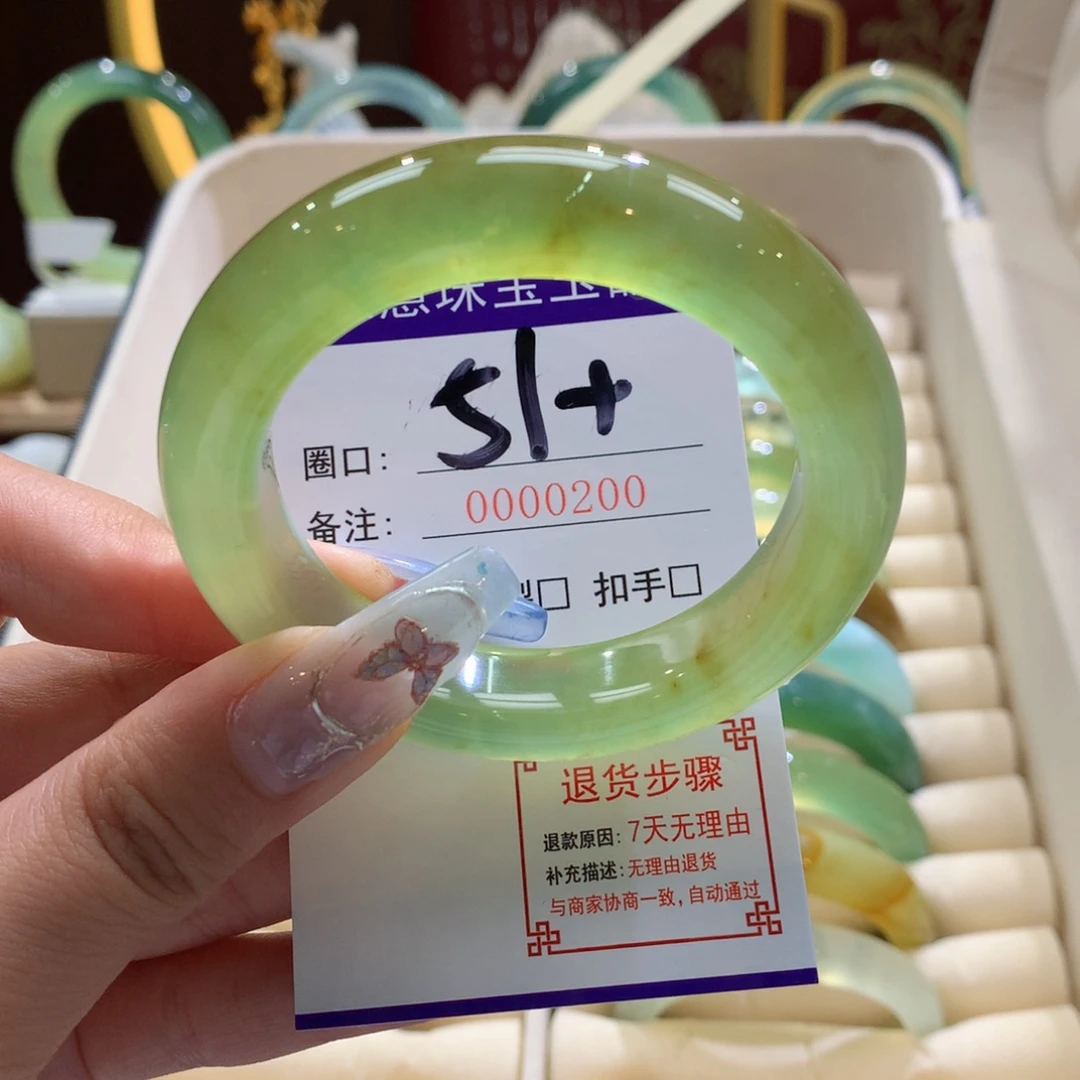 珠宝玉
圈口: 51+
备注: 0000200
□ 扣手□
退货步骤
退款原因: 7天无理由
补充描述: 无理由退货
与商家协商一致, 自动通过